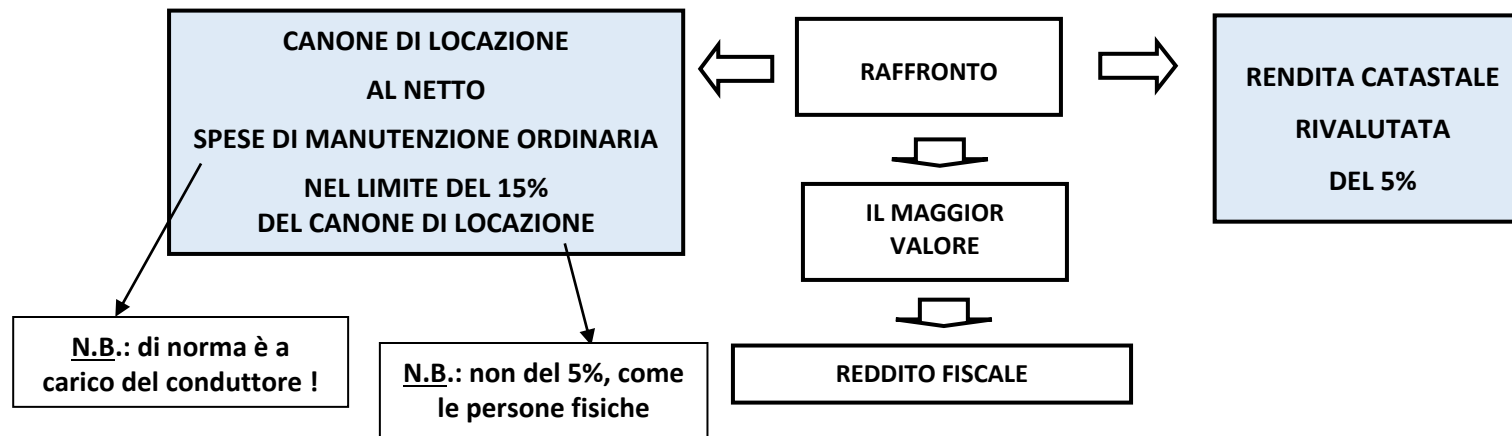 CANONE DI LOCAZIONE
AL NETTO
SPESE DI MANUTENZIONE ORDINARIA
NEL LIMITE DEL 15%
DEL CANONE DI LOCAZIONE
RAFFRONTO
RENDITA CATASTALE
RIVALUTATA
DEL 5%
IL MAGGIOR
VALORE
N.B.: di norma è a
carico del conduttore !
N.B.: non del 5%, come
le persone fisiche
REDDITO FISCALE